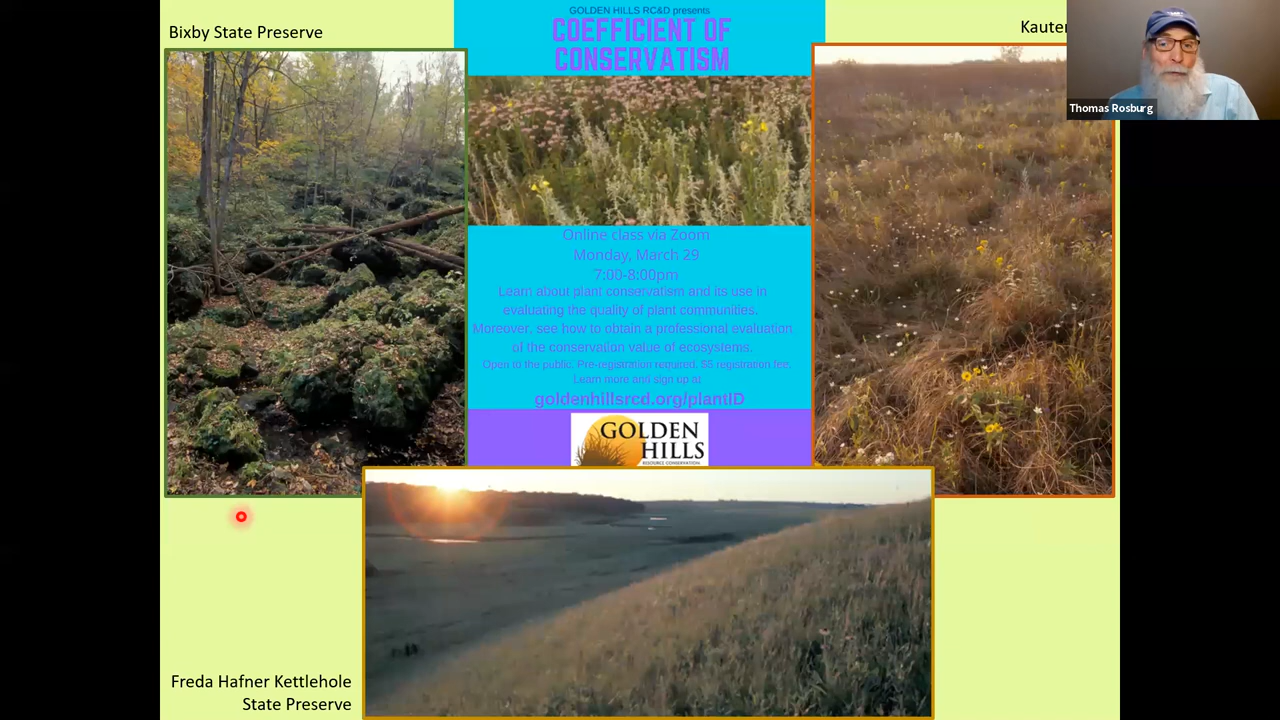 Bixby State Preserve
GOLDEN HILLS RC&D presents
COEFFICIENT OF
CONSERVATISM
Thomas Rosburg
Online class via Zoom
Monday, March 29
7:00-8:00pm
Learn about plant conservatism and its use in
evaluating the quality of plant communities.
Moreover, see how to obtain a professional evaluation
of the conservation value of ecosystems.
Open to the public. Pre-registration required. $5 registration fee.
Learn more and sign up at
goldenhillsrcd.org/plantID
GOLDEN
HILLS
RESOURCE CONSERVATION
Freda Hafner Kettlehole
State Preserve